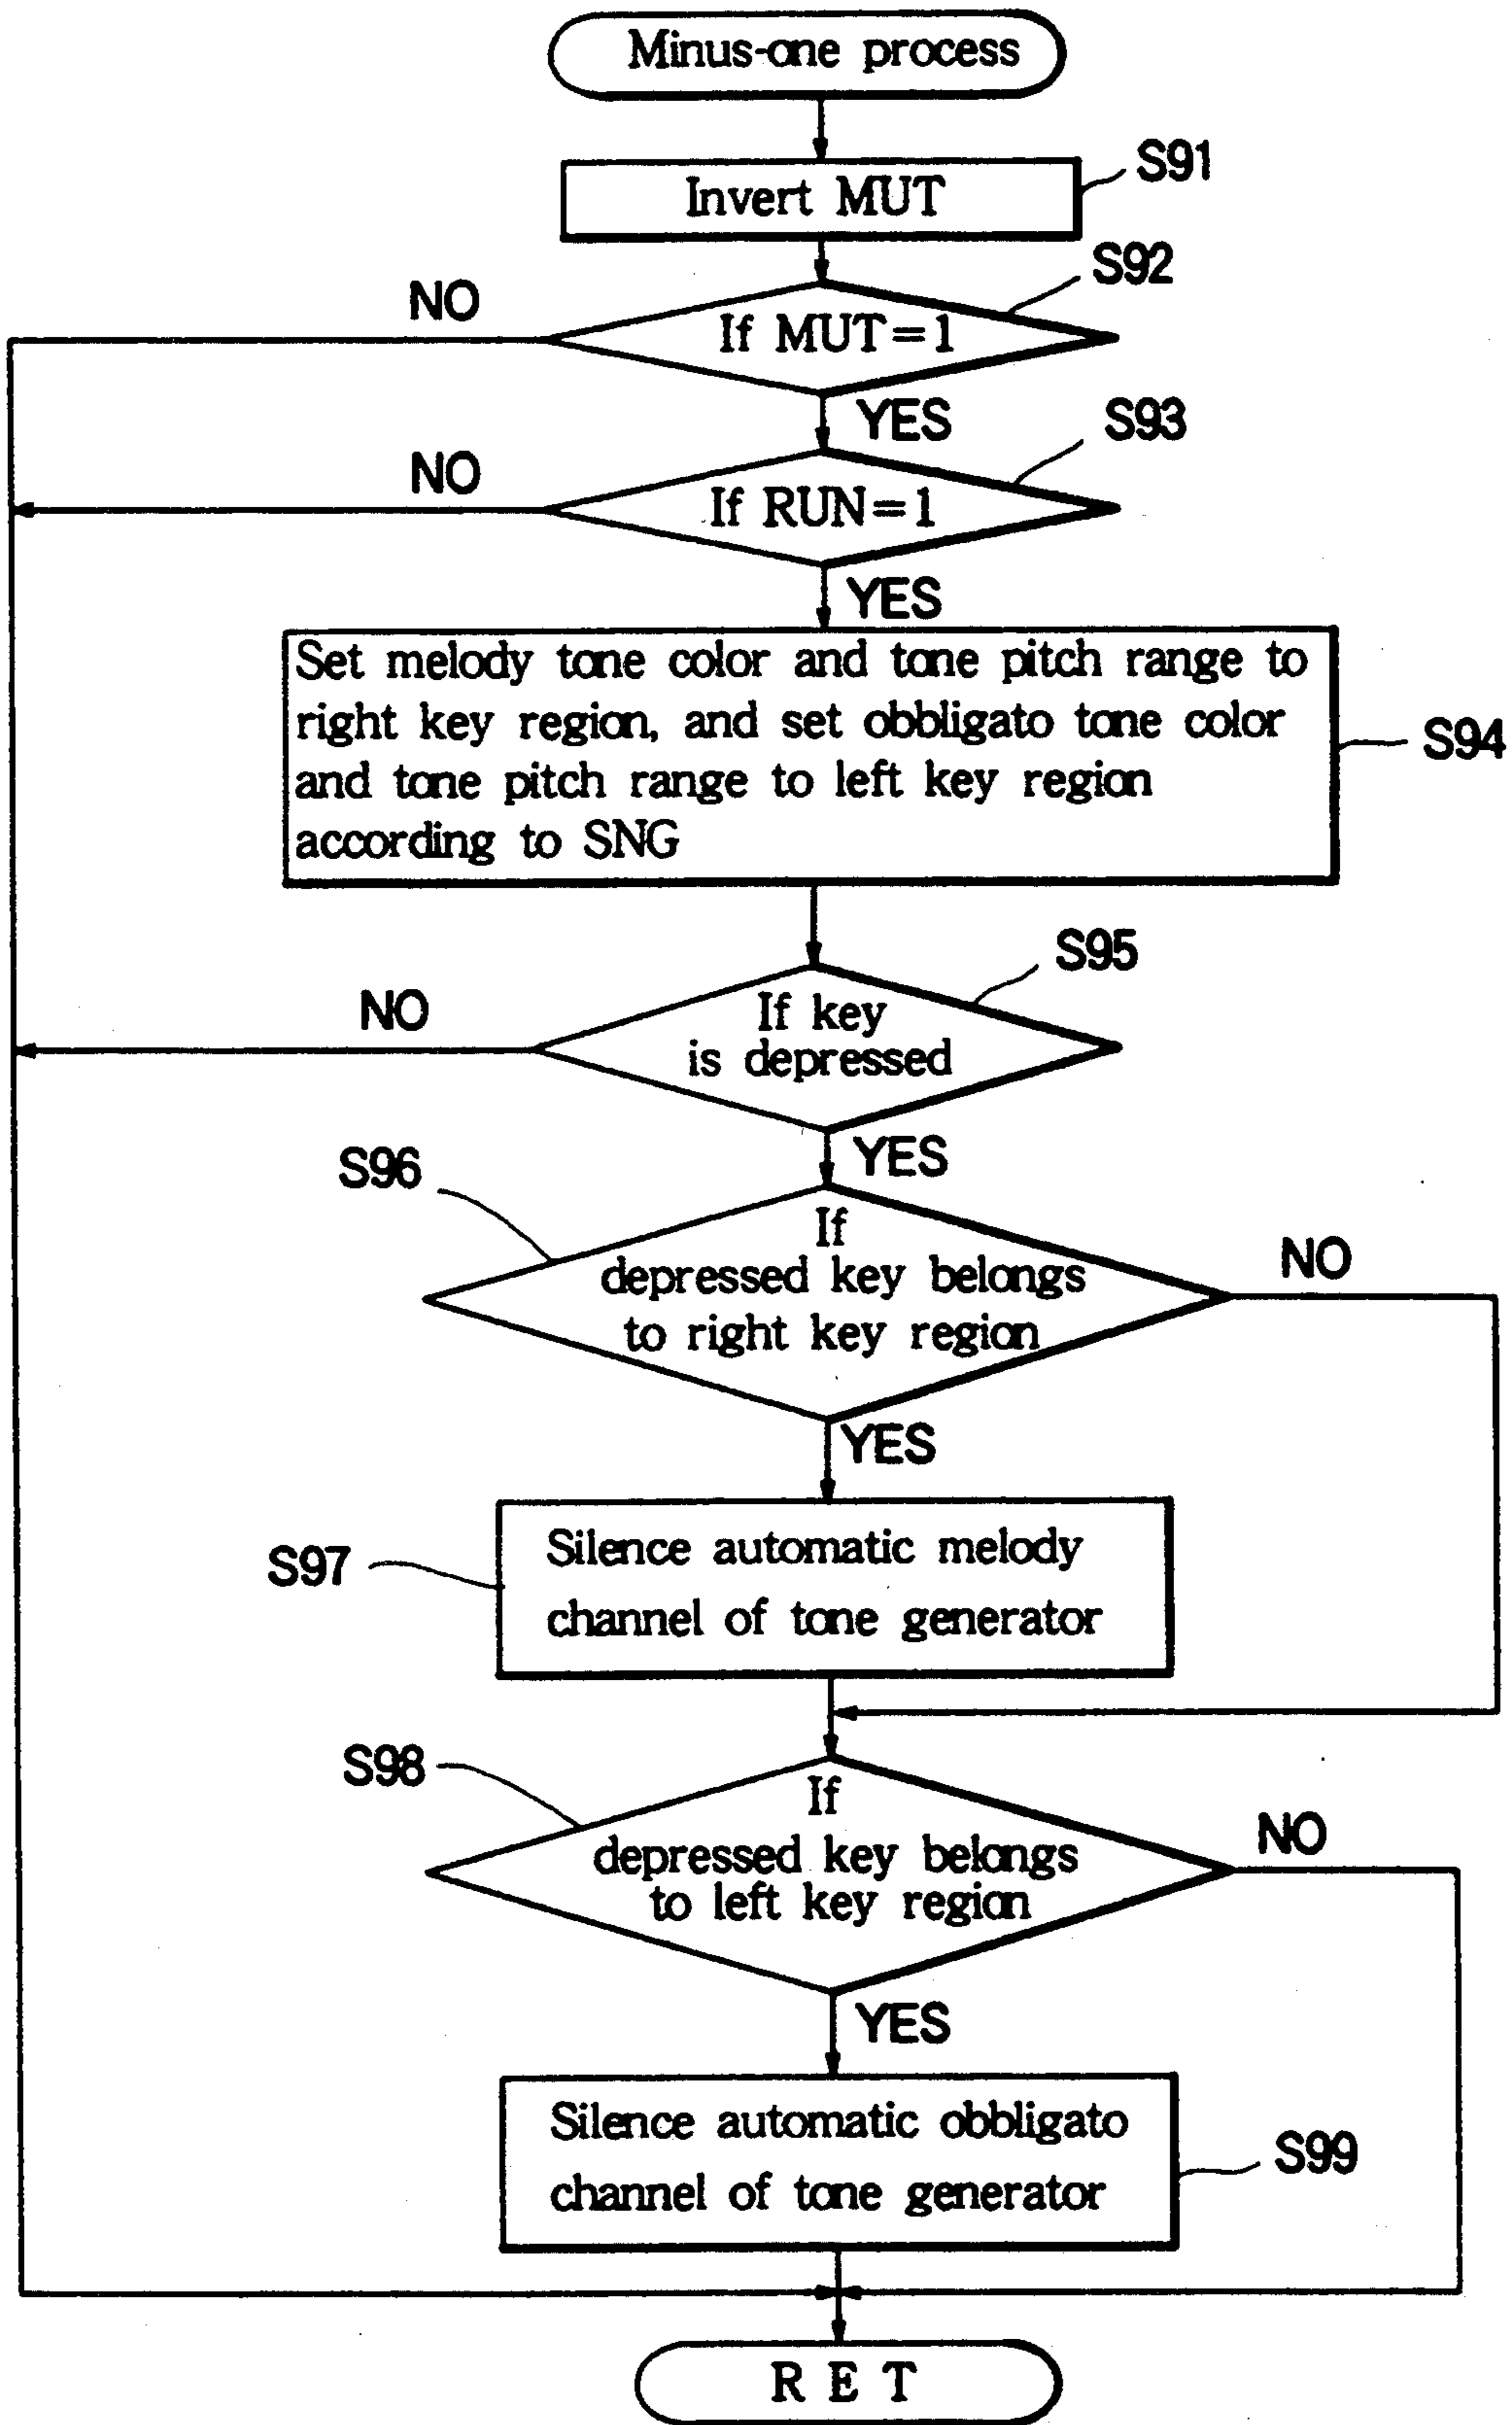 Minus-one process
S91
Invert MUT
S92
NO
If MUT=1
YES
S93
NO
If RUN=1
YES
Set melody tone color and tone pitch range to
right key region, and set obbligato tone color
and tone pitch range to left key region
according to SNG
S94
S95
NO
If key
is depressed
YES
S96
If
depressed key belongs
to right key region
NO
YES
S97
Silence automatic melody
channel of tone generator
S98
If
depressed key belongs
to left key region
NO
YES
Silence automatic obbligato
channel of tone generator
S99
RET